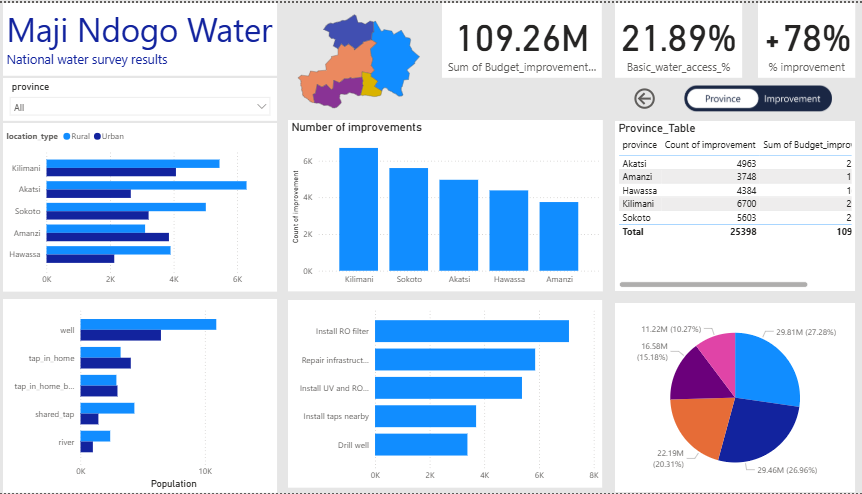 Maji Ndogo Water
National water survey results
109.26M
Sum of Budget_improvement...
21.89%
Basic_water_access_%
+78%
% improvement
province
All
Province
Improvement
location_type Rural Urban
Kilimani
Akatsi
Sokoto
Amanzi
Hawassa
0K 2K 4K 6K
Number of improvements
Count of improvement
6K
4K
2K
0K
Kilimani Sokoto Akatsi Hawassa Amanzi
Province_Table
province Count of improvement Sum of Budget_impro
Akatsi 4963 2
Amanzi 3748 1
Hawassa 4384 1
Kilimani 6700 2
Sokoto 5603 2
Total 25398 109
well
tap_in_home
tap_in_home_b...
shared_tap
river
0K 10K
Population
Install RO filter
Repair infrastruct...
Install UV and RO...
Install taps nearby
Drill well
0K 2K 4K 6K 8K
11.22M (10.27%)
29.81M (27.28%)
16.58M
(15.18%)
22.19M
(20.31%)
29.46M (26.96%)